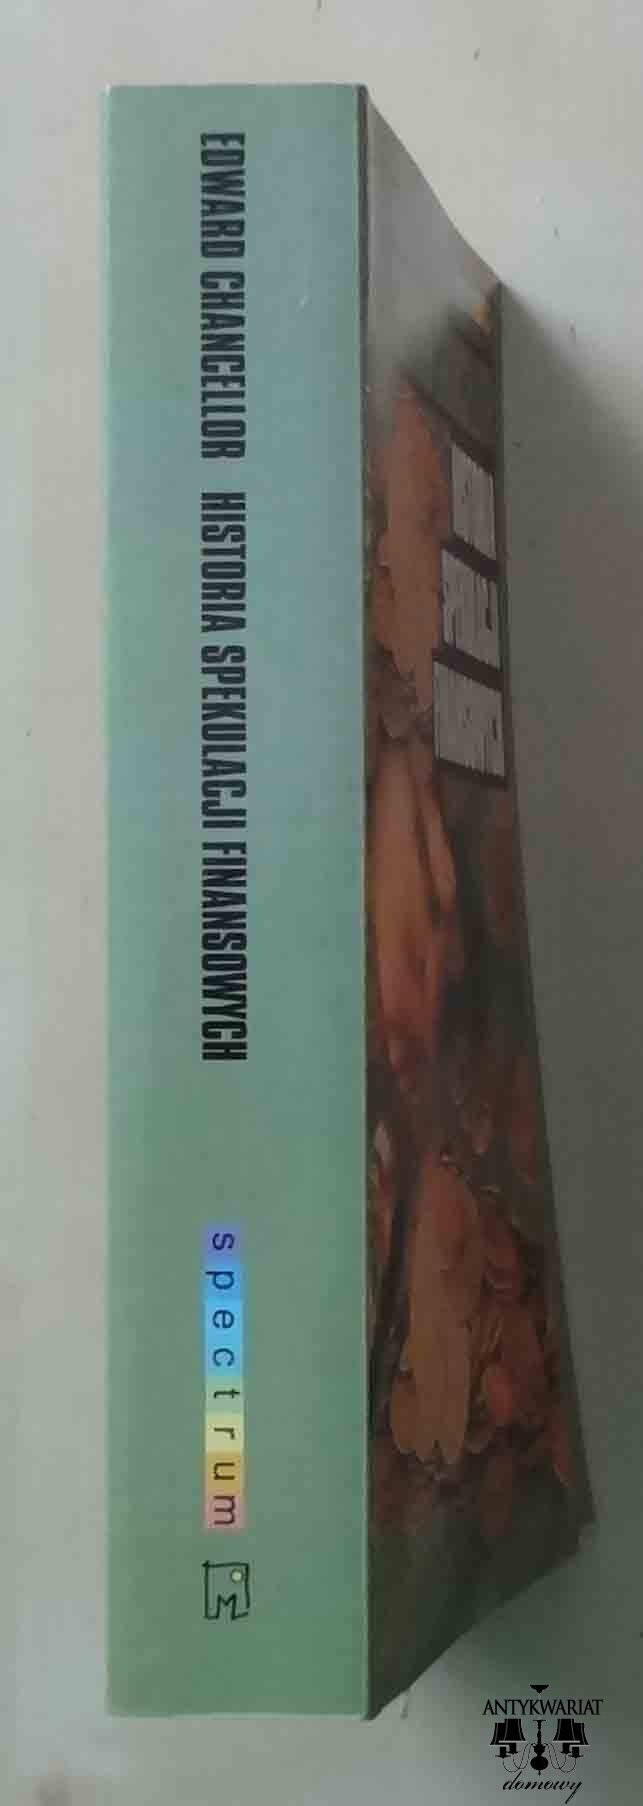 EDWARD CHANCELLOR HISTORIA SPEKULACJI FINANSOWYCH
spectrum
ANTYKWARIAT
domowy